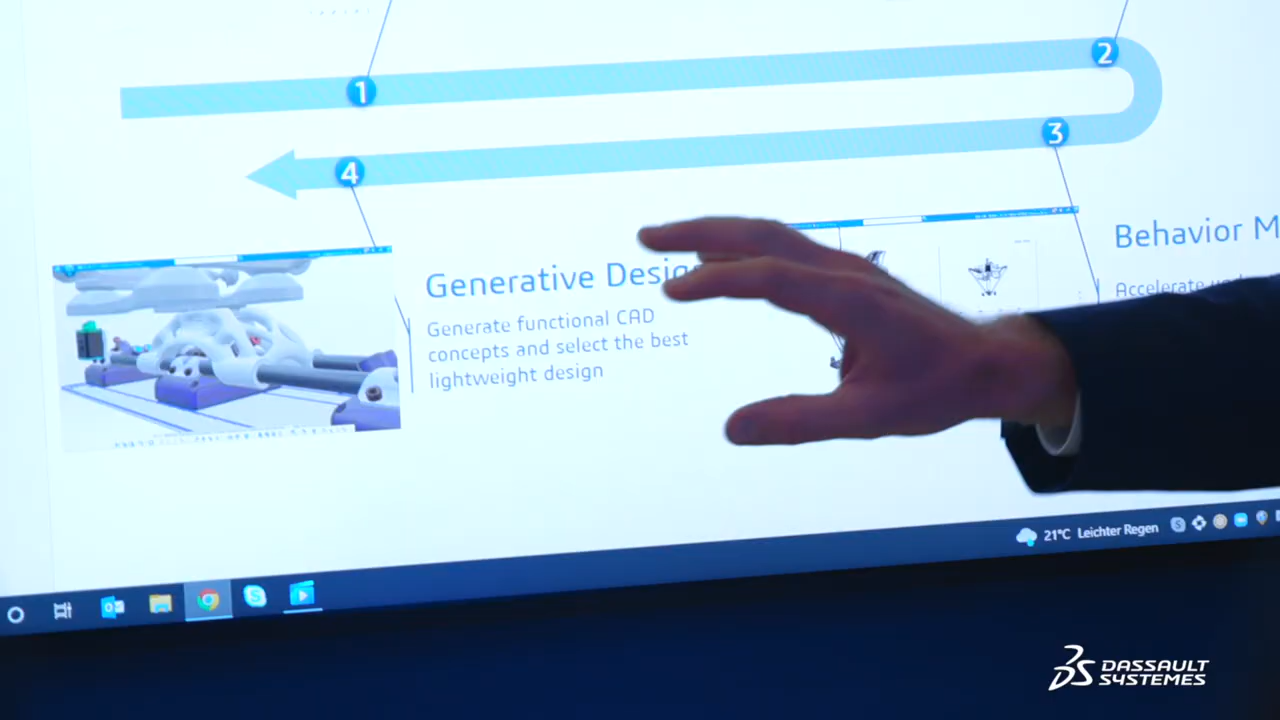 1
2
3
4
Generative Desig
Generate functional CAD
concepts and select the best
lightweight design
Behavior M
Accelerate
21°C Leichter Regen
DASSAULT
SYSTEMES